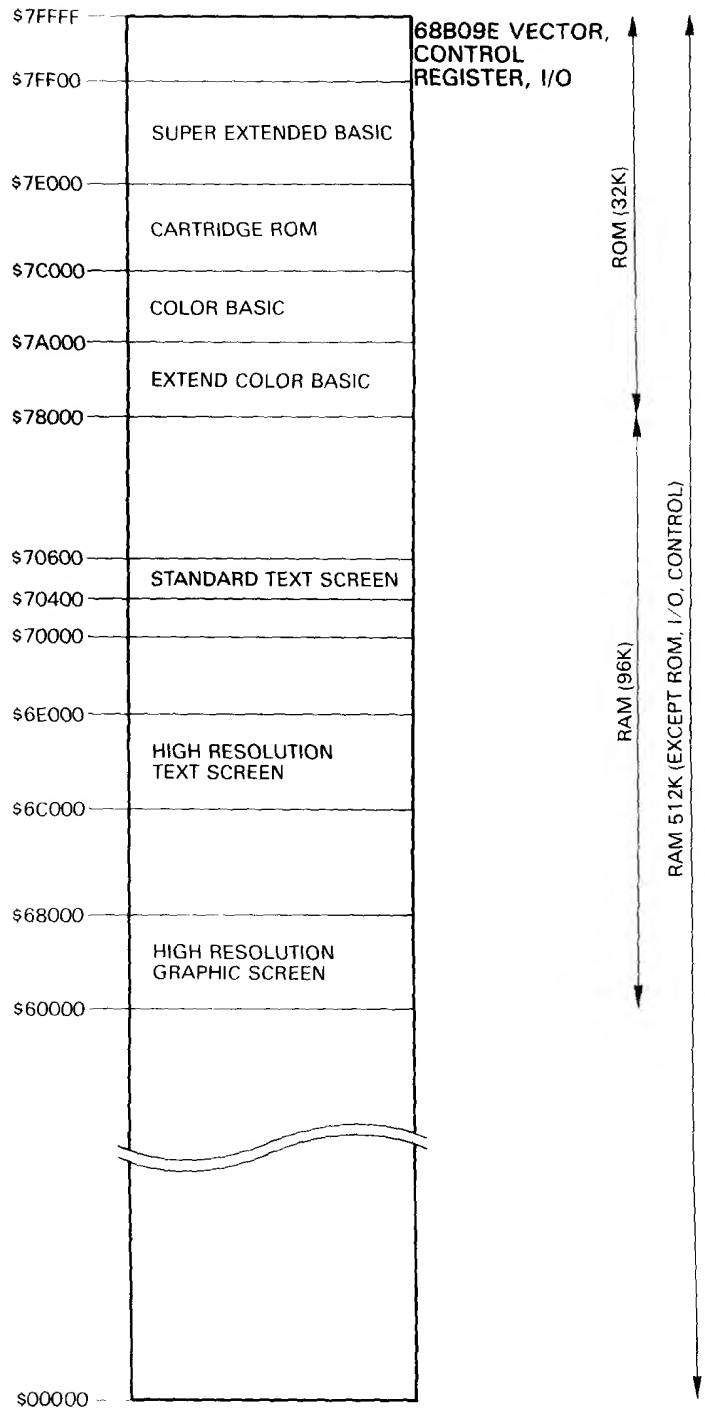 $7FFFF
68B09E VECTOR,
CONTROL
REGISTER, I/O
$7FF00
SUPER EXTENDED BASIC
$7E000
CARTRIDGE ROM
$7C000
COLOR BASIC
$7A000
EXTEND COLOR BASIC
$78000
$70600
STANDARD TEXT SCREEN
$70400
$70000
$6E000
HIGH RESOLUTION
TEXT SCREEN
$6C000
$68000
HIGH RESOLUTION
GRAPHIC SCREEN
$60000
$00000
ROM (32K)
RAM (96K)
RAM 512K (EXCEPT ROM, I/O, CONTROL)